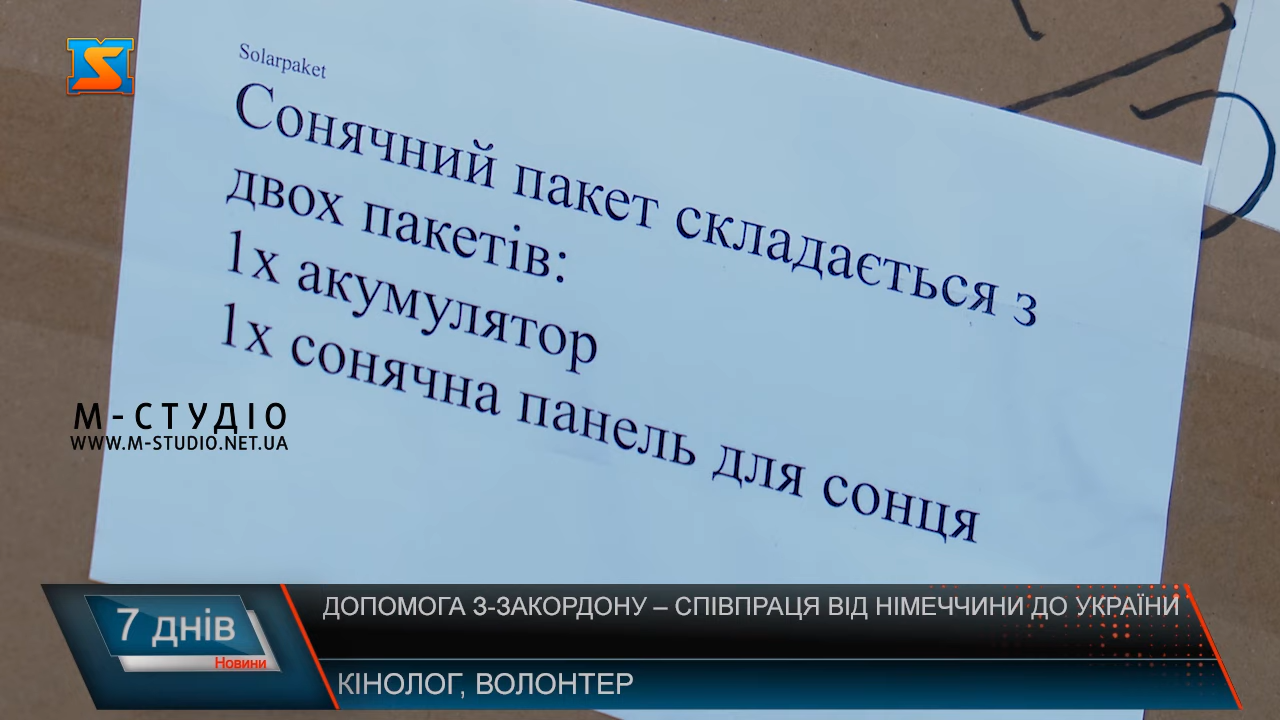 Solarpaket
Сонячний пакет складається з
двох пакетів:
1x акумулятор
1x сонячна панель для сонця
М-СТУДІО
WWW.M-STUDIO.NET.UA
7 днів
Новини
ДОПОМОГА З-ЗАКОРДОНУ – СПІВПРАЦЯ ВІД НІМЕЧЧИНИ ДО УКРАЇНИ
КІНОЛОГ, ВОЛОНТЕР